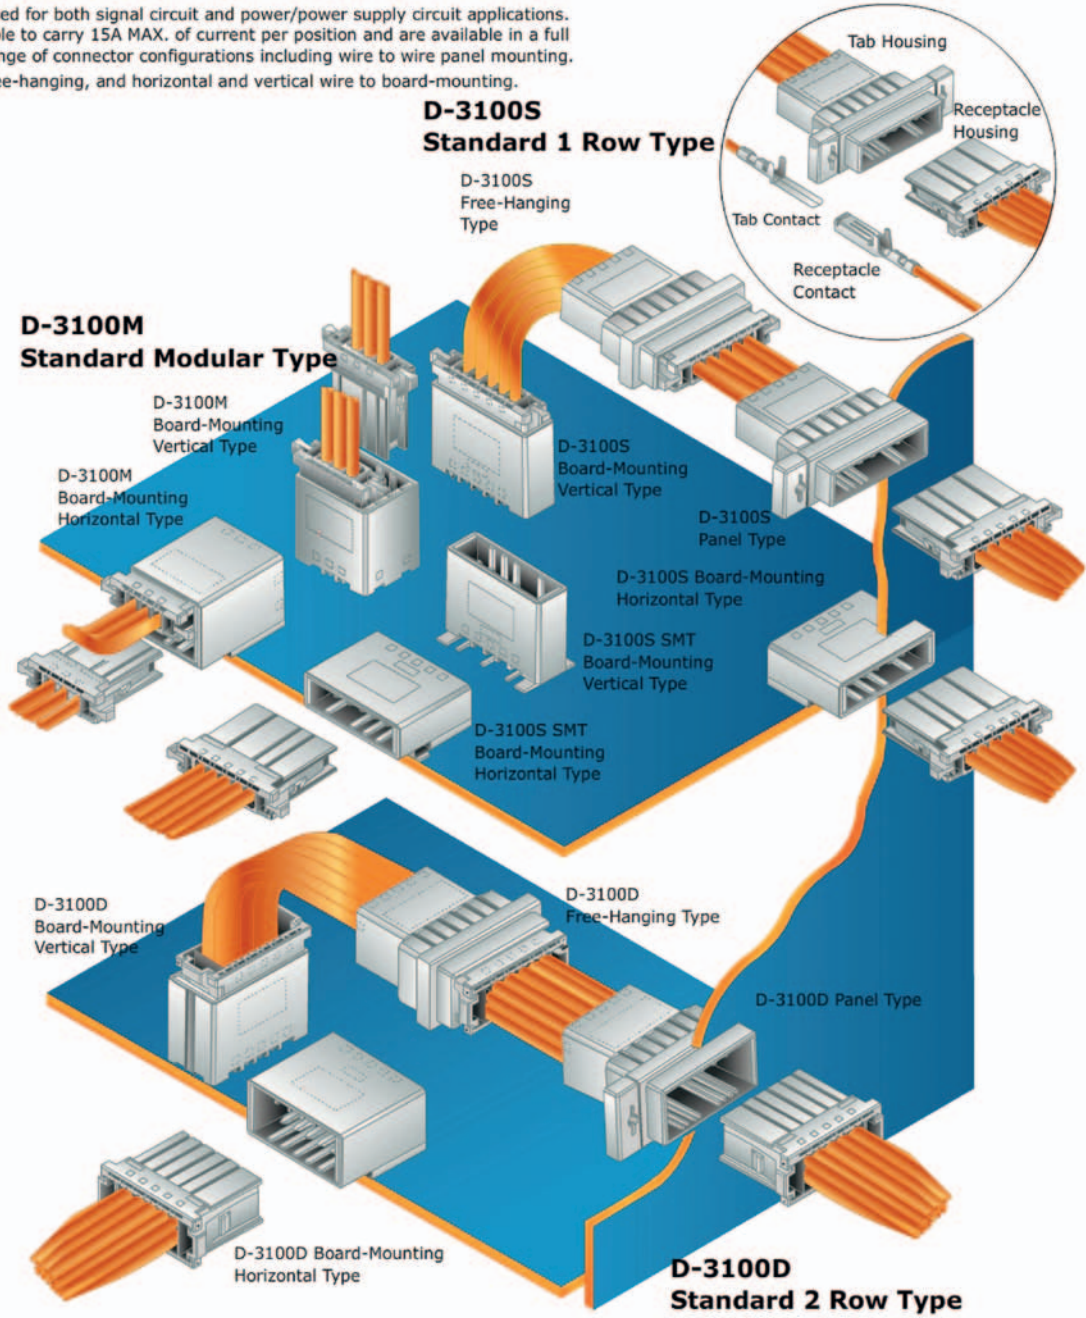 for both signal circuit and power/power supply circuit applications.
to carry 15A MAX. of current per position and are available in a full
of connector configurations including wire to wire panel mounting.
and horizontal and vertical wire to board-mounting.
D-3100S
Standard 1 Row Type
Tab Housing
Receptacle
Housing
Tab Contact
Receptacle
Contact
D-3100S
Free-Hanging
Type
D-3100M
Standard Modular Type
D-3100M
Board-Mounting
Vertical Type
D-3100M
Board-Mounting
Horizontal Type
D-3100S
Board-Mounting
Vertical Type
D-3100S
Panel Type
D-3100S Board-Mounting
Horizontal Type
D-3100S SMT
Board-Mounting
Vertical Type
D-3100S SMT
Board-Mounting
Horizontal Type
D-3100D
Board-Mounting
Vertical Type
D-3100D
Free-Hanging Type
D-3100D Panel Type
D-3100D Board-Mounting
Horizontal Type
D-3100D
Standard 2 Row Type